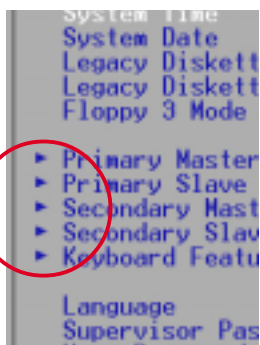 System Time
System Date
Legacy Diskett
Legacy Diskett
Floppy 3 Mode
Primary Master
Primary Slave
Secondary Mast
Secondary Slav
Keyboard Featu
Language
Supervisor Pas